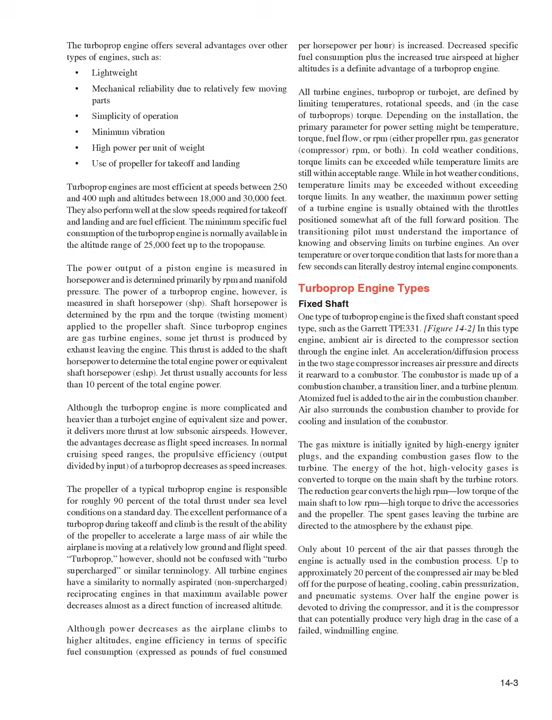 The turboprop engine offers several advantages over other
types of engines, such as:
• Lightweight
• Mechanical reliability due to relatively few moving
parts
• Simplicity of operation
• Minimum vibration
• High power per unit of weight
• Use of propeller for takeoff and landing
Turboprop engines are most efficient at speeds between 250
and 400 mph and altitudes between 18,000 and 30,000 feet.
They also perform well at the slow speeds required for takeoff
and landing and are fuel efficient. The minimum specific fuel
consumption of the turboprop engine is normally available in
the altitude range of 25,000 feet up to the tropopause.
The power output of a piston engine is measured in
horsepower and is determined primarily by rpm and manifold
pressure. The power of a turboprop engine, however, is
measured in shaft horsepower (shp). Shaft horsepower is
determined by the rpm and the torque (twisting moment)
applied to the propeller shaft. Since turboprop engines
are gas turbine engines, some jet thrust is produced by
exhaust leaving the engine. This thrust is added to the shaft
horsepower to determine the total engine power or equivalent
shaft horsepower (eshp). Jet thrust usually accounts for less
than 10 percent of the total engine power.
Although the turboprop engine is more complicated and
heavier than a turbojet engine of equivalent size and power,
it delivers more thrust at low subsonic airspeeds. However,
the advantages decrease as flight speed increases. In normal
cruising speed ranges, the propulsive efficiency (output
divided by input) of a turboprop decreases as speed increases.
The propeller of a typical turboprop engine is responsible
for roughly 90 percent of the total thrust under sea level
conditions on a standard day. The excellent performance of a
turboprop during takeoff and climb is the result of the ability
of the propeller to accelerate a large mass of air while the
airplane is moving at a relatively low ground and flight speed.
“Turboprop,” however, should not be confused with “turbo
supercharged” or similar terminology. All turbine engines
have a similarity to normally aspirated (non-supercharged)
reciprocating engines in that maximum available power
decreases almost as a direct function of increased altitude.
Although power decreases as the airplane climbs to
higher altitudes, engine efficiency in terms of specific
fuel consumption (expressed as pounds of fuel consumed
per horsepower per hour) is increased. Decreased specific
fuel consumption plus the increased true airspeed at higher
altitudes is a definite advantage of a turboprop engine.
All turbine engines, turboprop or turbojet, are defined by
limiting temperatures, rotational speeds, and (in the case
of turboprops) torque. Depending on the installation, the
primary parameter for power setting might be temperature,
torque, fuel flow, or rpm (either propeller rpm, gas generator
(compressor) rpm, or both). In cold weather conditions,
torque limits can be exceeded while temperature limits are
still within acceptable range. While in hot weather conditions,
temperature limits may be exceeded without exceeding
torque limits. In any weather, the maximum power setting
of a turbine engine is usually obtained with the throttles
positioned somewhat aft of the full forward position. The
transitioning pilot must understand the importance of
knowing and observing limits on turbine engines. An over
temperature or over torque condition that lasts for more than a
few seconds can literally destroy internal engine components.
Turboprop Engine Types
Fixed Shaft
One type of turboprop engine is the fixed shaft constant speed
type, such as the Garrett TPE331. [Figure 14-2] In this type
engine, ambient air is directed to the compressor section
through the engine inlet. An acceleration/diffusion process
in the two stage compressor increases air pressure and directs
it rearward to a combustor. The combustor is made up of a
combustion chamber, a transition liner, and a turbine plenum.
Atomized fuel is added to the air in the combustion chamber.
Air also surrounds the combustion chamber to provide for
cooling and insulation of the combustor.
The gas mixture is initially ignited by high-energy igniter
plugs, and the expanding combustion gases flow to the
turbine. The energy of the hot, high-velocity gases is
converted to torque on the main shaft by the turbine rotors.
The reduction gear converts the high rpm—low torque of the
main shaft to low rpm—high torque to drive the accessories
and the propeller. The spent gases leaving the turbine are
directed to the atmosphere by the exhaust pipe.
Only about 10 percent of the air that passes through the
engine is actually used in the combustion process. Up to
approximately 20 percent of the compressed air may be bled
off for the purpose of heating, cooling, cabin pressurization,
and pneumatic systems. Over half the engine power is
devoted to driving the compressor, and it is the compressor
that can potentially produce very high drag in the case of a
failed, windmilling engine.
14-3